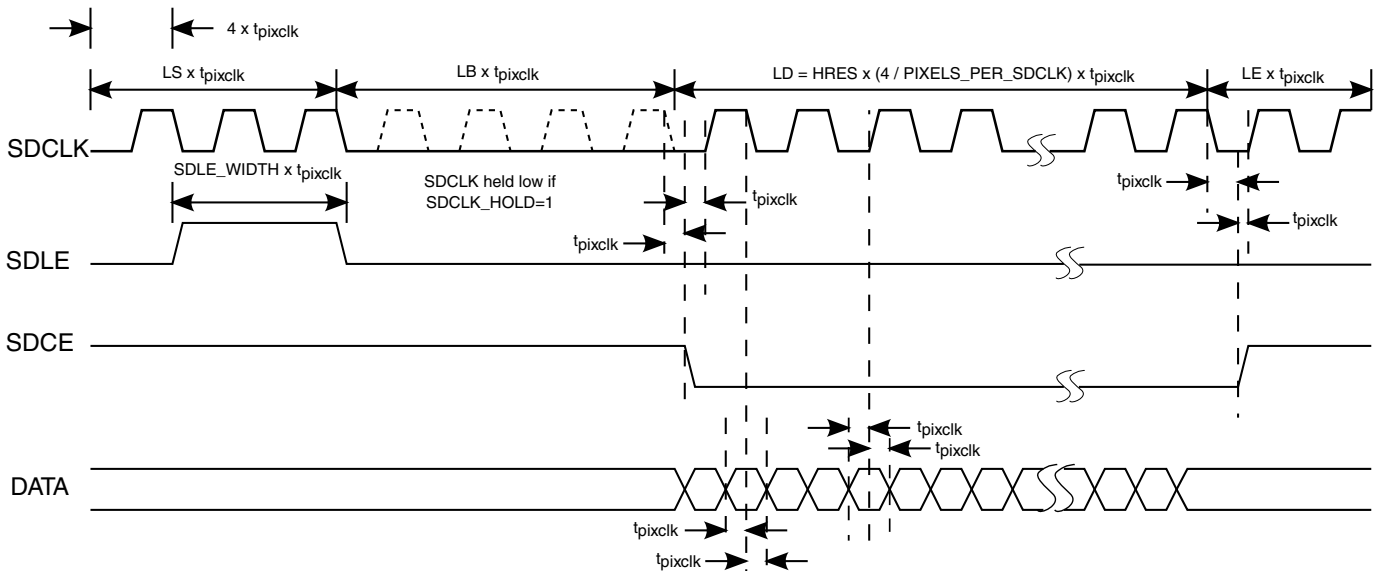 4 x tpixclk
LS x tpixclk
LB x tpixclk
LD = HRES x (4 / PIXELS_PER_SDCLK) x tpixclk
LE x tpixclk
SDCLK
SDLE_WIDTH x tpixclk
SDCLK held low if
SDCLK_HOLD=1
tpixclk
tpixclk
tpixclk
tpixclk
SDLE
SDCE
tpixclk
tpixclk
DATA
tpixclk
tpixclk